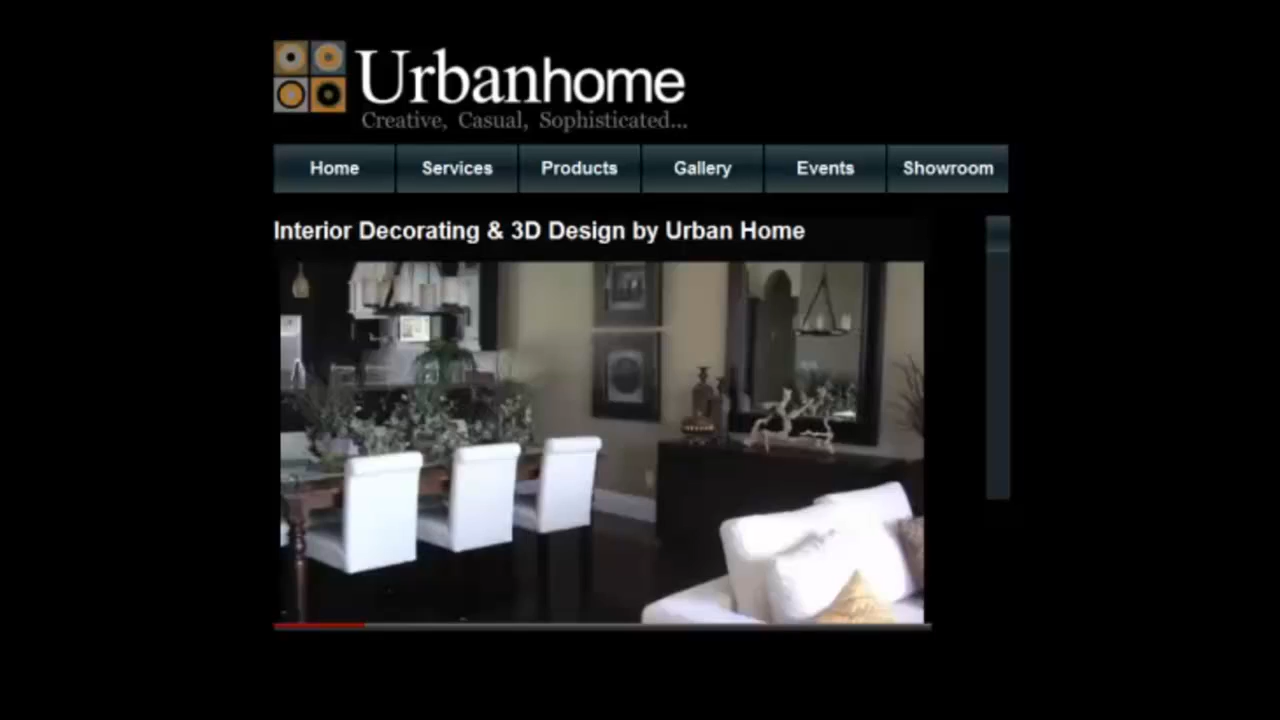 Urbanhome
Creative, Casual, Sophisticated...
Home Services Products Gallery Events Showroom
Interior Decorating & 3D Design by Urban Home